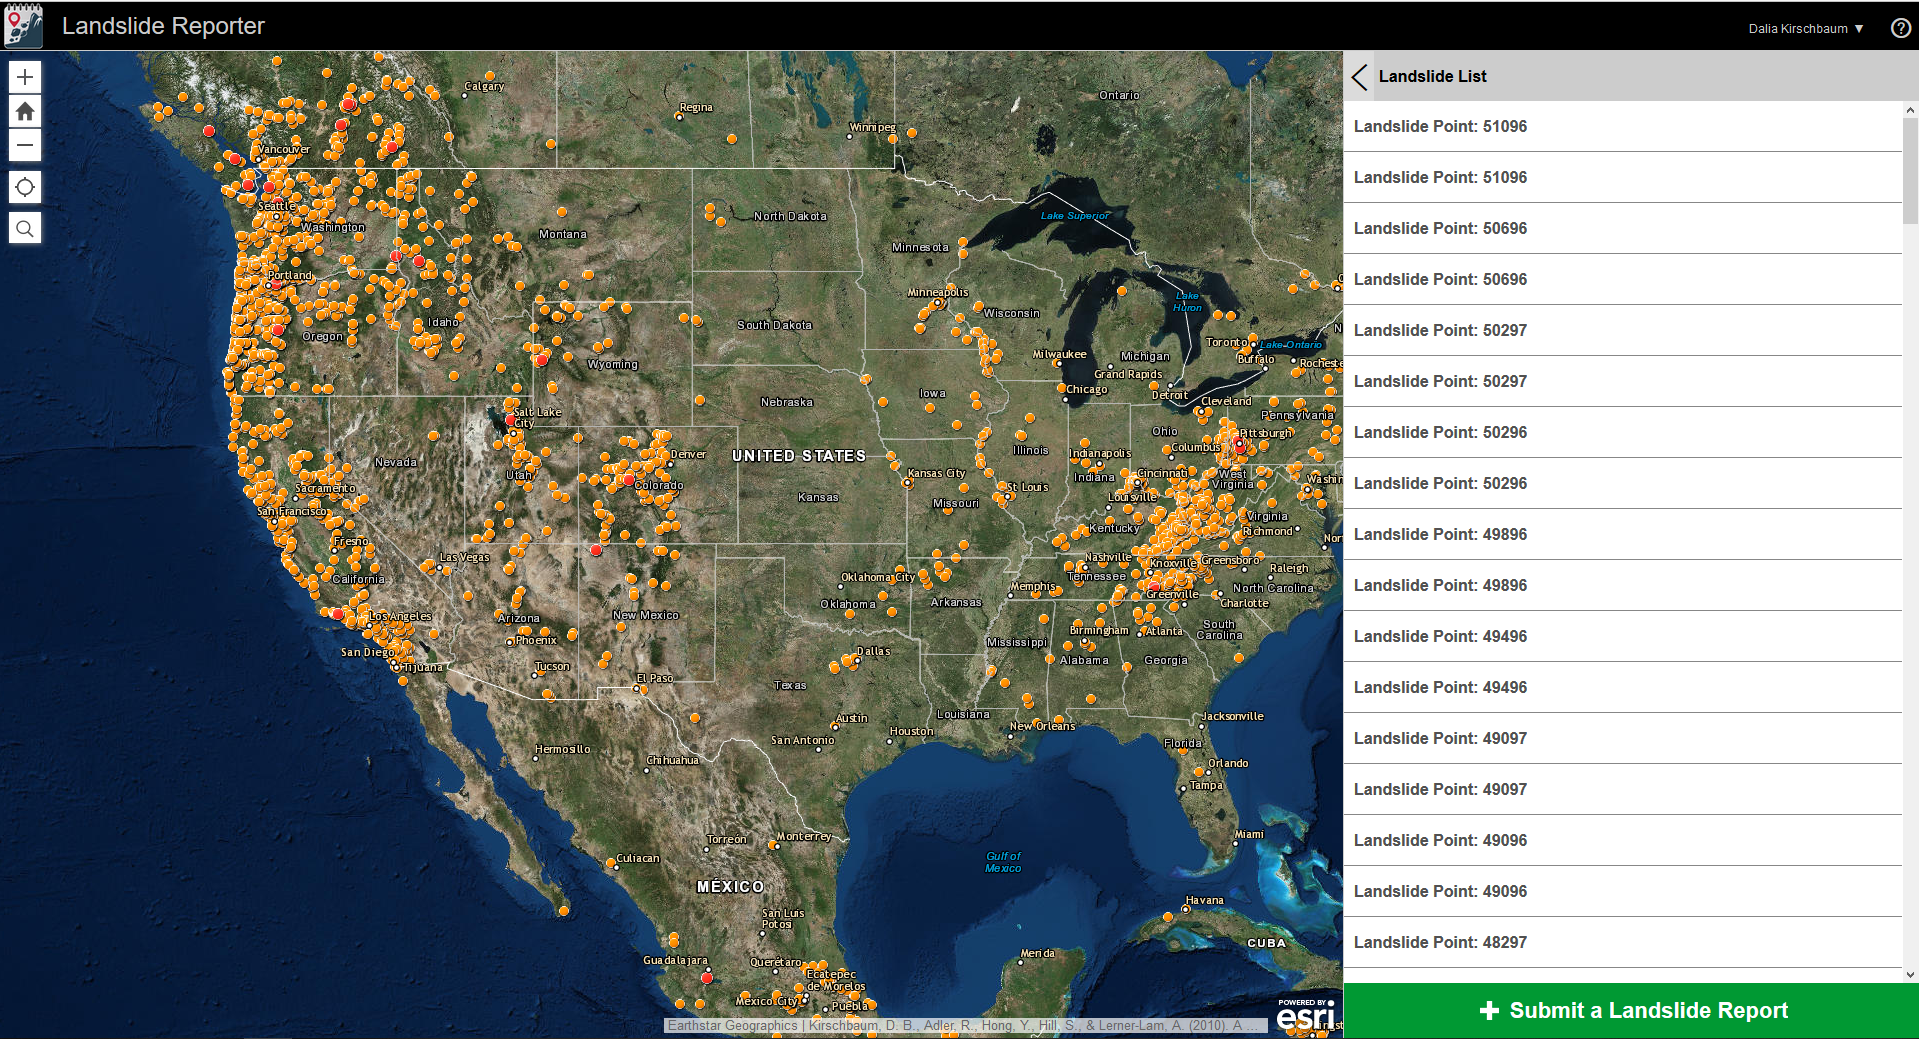 Landslide Reporter
Dalia Kirschbaum ▼
?
Landslide List
Landslide Point: 51096
Landslide Point: 51096
Landslide Point: 50696
Landslide Point: 50696
Landslide Point: 50297
Landslide Point: 50297
Landslide Point: 50296
Landslide Point: 50296
Landslide Point: 49896
Landslide Point: 49896
Landslide Point: 49496
Landslide Point: 49496
Landslide Point: 49097
Landslide Point: 49097
Landslide Point: 49096
Landslide Point: 49096
Landslide Point: 48297
+ Submit a Landslide Report
Calgary
Regina
Ontario
Winnipeg
Vancouver
Seattle
Washington
Montana
North Dakota
Minnesota
Lake Superior
Portland
Minneapolis
Lake
Huron
Wisconsin
Oregon
Idaho
South Dakota
Wyoming
Milwaukee
Michigan
Toronto
Lake Ontario
Buffalo
Rocheste
Grand Rapids
Chicago
Detroit
Cleveland
Iowa
Nebraska
Salt Lake
City
Pennsylvania
Ohio
Pittsburgh
Columbus
Denver
UNITED STATES
Illinois
Indianapolis
Nevada
Utah
Colorado
Kansas City
Indiana
Cincinnati
West
Virginia
Washin
Sacramento
Kansas
Missouri
St Louis
Louisville
San Francisco
Virginia
Richmond
Kentucky
Nor
Fresno
Las Vegas
Nashville
Knoxville
Greensboro
Raleigh
California
Oklahoma City
Memphis
Tennessee
North Carolina
Greenville
Charlotte
Los Angeles
Arizona
New Mexico
Oklahoma
Arkansas
Phoenix
Mississippi
Birmingham
Atlanta
South
Carolina
San Diego
Tijuana
Tucson
Dallas
Alabama
Georgia
El Paso
Texas
Austin
Louisiana
New Orleans
Jacksonville
San Antonio
Houston
Hermosillo
Chihuahua
Florida
Orlando
Tampa
Torreón
Monterrey
Miami
Culiacan
Gulf of
Mexico
MÉXICO
San Luis
Potosi
Havana
CUBA
Guadalajara
Querétaro
Merida
Ecatepec
de Morelos
Mexico City
Puebla
POWERED BY
esri
Earthstar Geographics | Kirschbaum, D. B., Adler, R., Hong, Y., Hill, S., & Lerner-Lam, A. (2010). A ...